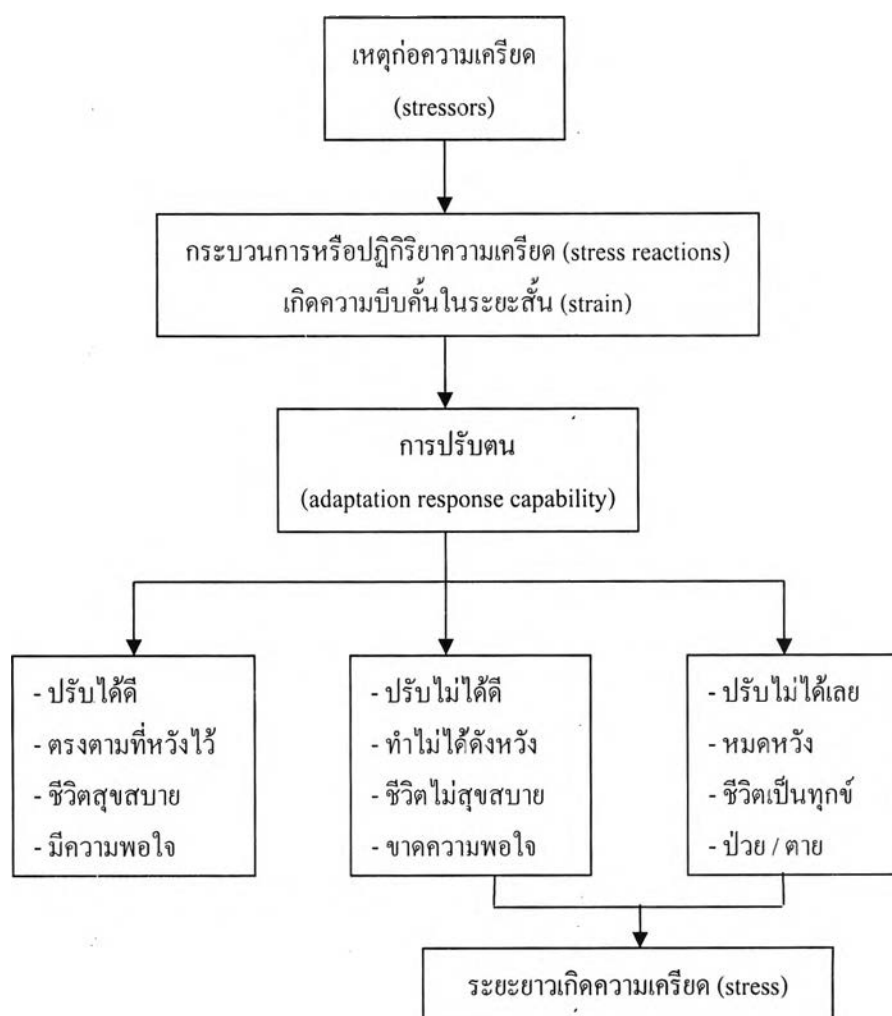 เหตุก่อความเครียด
(stressors)
กระบวนการหรือปฏิกิริยาความเครียด (stress reactions)
เกิดความบีบคั้นในระยะสั้น (strain)
การปรับตน
(adaptation response capability)
- ปรับได้ดี
- ตรงตามที่หวังไว้
- ชีวิตสุขสบาย
- มีความพอใจ
- ปรับไม่ได้ดี
- ทำไม่ได้ดังหวัง
- ชีวิตไม่สุขสบาย
- ขาดความพอใจ
- ปรับไม่ได้เลย
- หมดหวัง
- ชีวิตเป็นทุกข์
- ป่วย / ตาย
ระยะยาวเกิดความเครียด (stress)